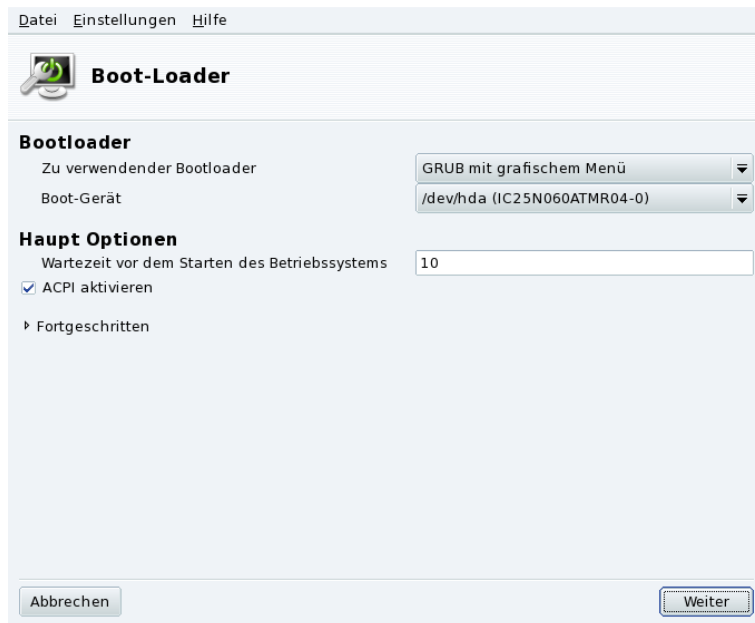 Datei Einstellungen Hilfe
Boot-Loader
Bootloader
Zu verwendender Bootloader GRUB mit grafischem Menü
Boot-Gerät /dev/hda (IC25N060ATMR04-0)
Haupt Optionen
Wartezeit vor dem Starten des Betriebssystems 10
ACPI aktivieren
Fortgeschritten
Abbrechen Weiter